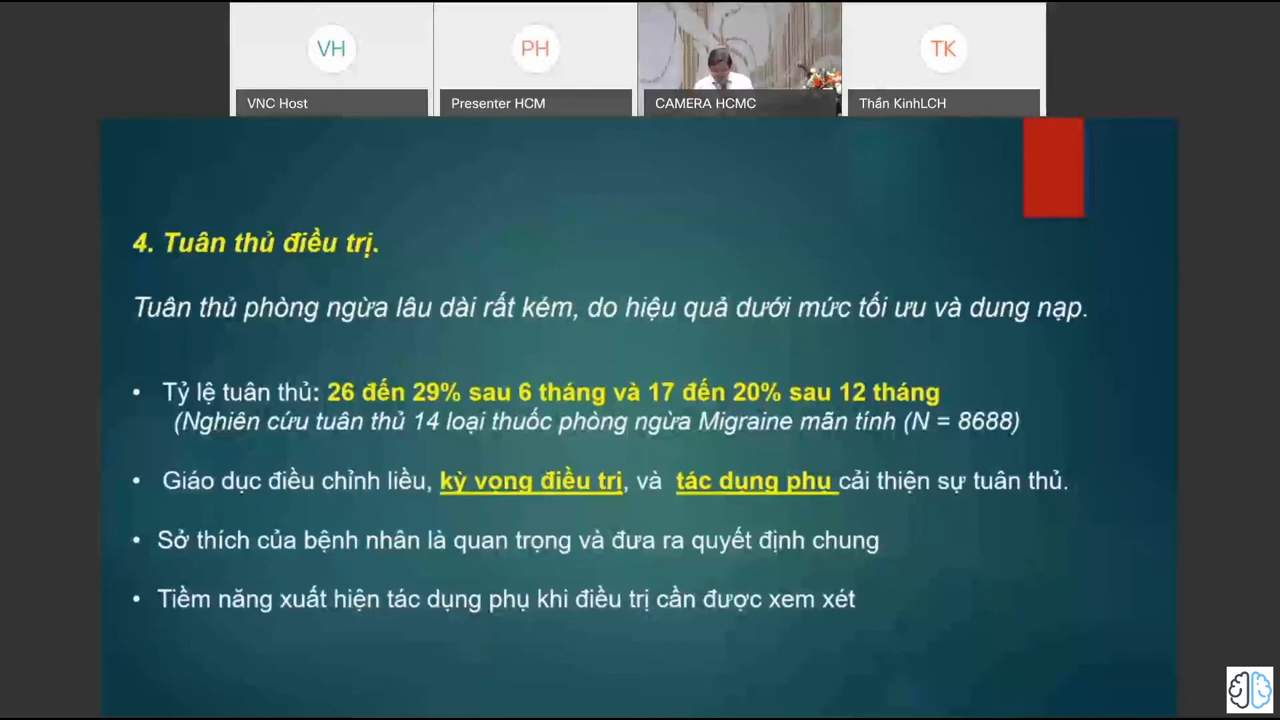 VH
PH
TK
VNC Host
Presenter HCM
CAMERA HCMC
Thần KinhLCH
4. Tuân thủ điều trị.
Tuân thủ phòng ngừa lâu dài rất kém, do hiệu quả dưới mức tối ưu và dung nạp.
• Tỷ lệ tuân thủ: 26 đến 29% sau 6 tháng và 17 đến 20% sau 12 tháng
(Nghiên cứu tuân thủ 14 loại thuốc phòng ngừa Migraine mãn tính (N = 8688)
• Giáo dục điều chỉnh liều, kỳ vọng điều trị, và tác dụng phụ cải thiện sự tuân thủ.
• Sở thích của bệnh nhân là quan trọng và đưa ra quyết định chung
• Tiềm năng xuất hiện tác dụng phụ khi điều trị cần được xem xét